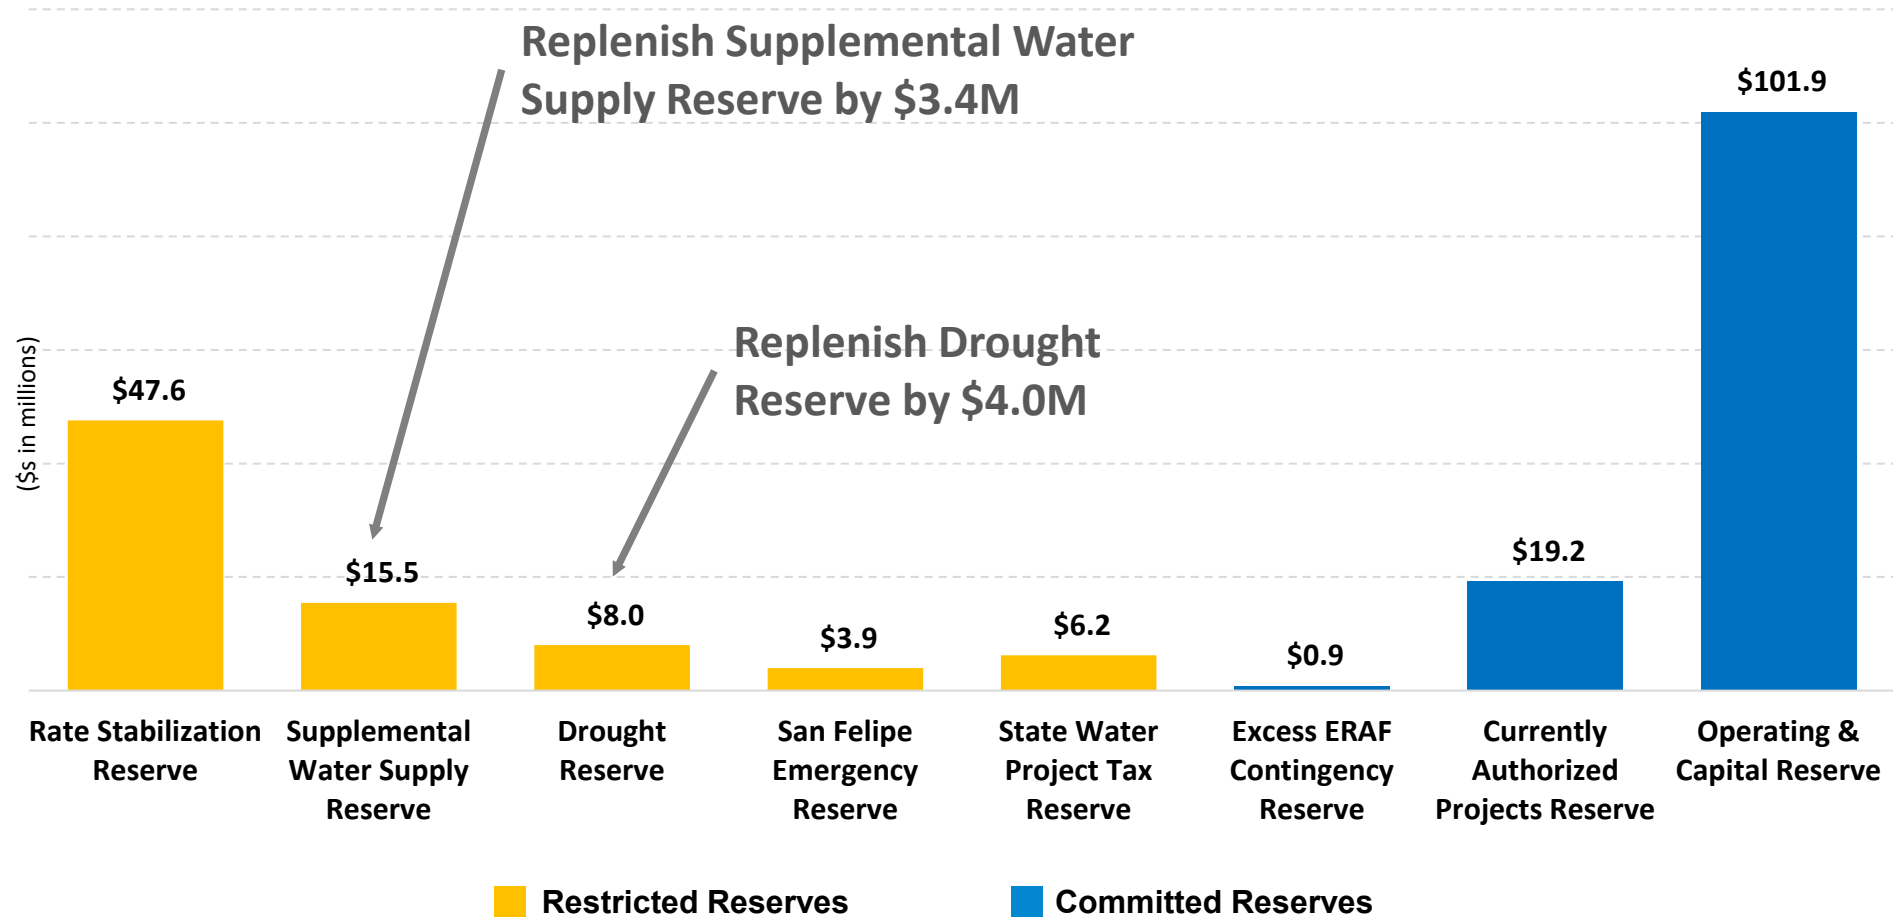 Replenish Supplemental Water
Supply Reserve by $3.4M
$101.9
Replenish Drought
Reserve by $4.0M
($s in millions)
$47.6
$15.5
$8.0
$3.9
$6.2
$0.9
$19.2
Rate Stabilization
Reserve
Supplemental
Water Supply
Reserve
Drought
Reserve
San Felipe
Emergency
Reserve
State Water
Project Tax
Reserve
Excess ERAF
Contingency
Reserve
Currently
Authorized
Projects Reserve
Operating &
Capital Reserve
Restricted Reserves
Committed Reserves